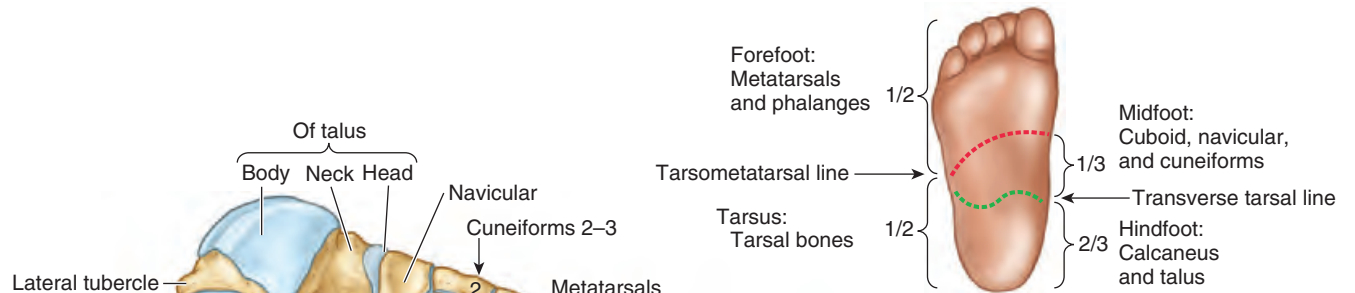 Of talus
Body Neck Head
Navicular
Cuneiforms 2–3
Lateral tubercle
2
Metatarsals
Forefoot:
Metatarsals
and phalanges
1/2
Tarsometatarsal line
Tarsus:
Tarsal bones
1/2
Midfoot:
Cuboid, navicular,
and cuneiforms
1/3
Transverse tarsal line
Hindfoot:
Calcaneus
and talus
2/3